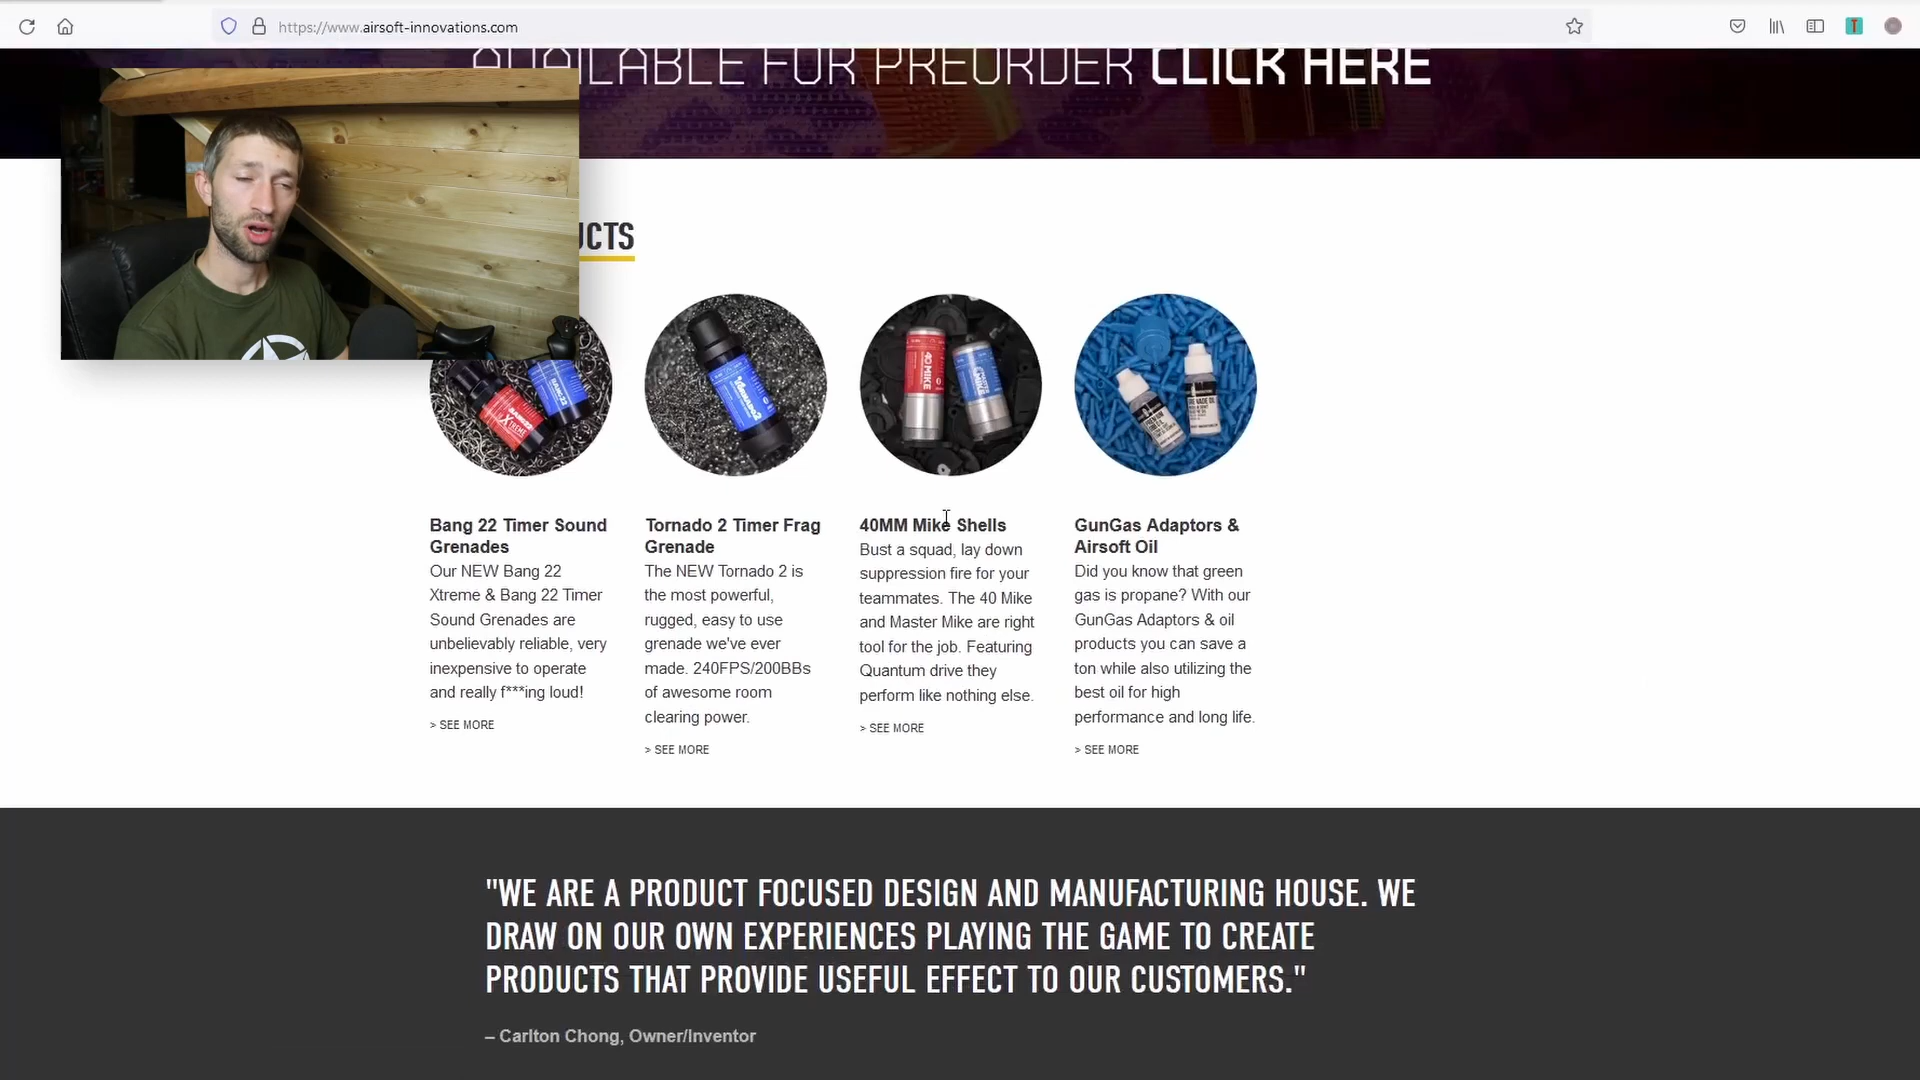 https://www.airsoft-innovations.com
AVAILABLE FOR PREORDER CLICK HERE
UCTS
Bang 22 Timer Sound
Grenades
Our NEW Bang 22
Xtreme & Bang 22 Timer
Sound Grenades are
unbelievably reliable, very
inexpensive to operate
and really f***ing loud!
> SEE MORE
Tornado 2 Timer Frag
Grenade
The NEW Tornado 2 is
the most powerful,
rugged, easy to use
grenade we've ever
made. 240FPS/200BBs
of awesome room
clearing power.
> SEE MORE
40MM Mike Shells
Bust a squad, lay down
suppression fire for your
teammates. The 40 Mike
and Master Mike are right
tool for the job. Featuring
Quantum drive they
perform like nothing else.
> SEE MORE
GunGas Adaptors &
Airsoft Oil
Did you know that green
gas is propane? With our
GunGas Adaptors & oil
products you can save a
ton while also utilizing the
best oil for high
performance and long life.
> SEE MORE
"WE ARE A PRODUCT FOCUSED DESIGN AND MANUFACTURING HOUSE. WE
DRAW ON OUR OWN EXPERIENCES PLAYING THE GAME TO CREATE
PRODUCTS THAT PROVIDE USEFUL EFFECT TO OUR CUSTOMERS."
– Carlton Chong, Owner/Inventor